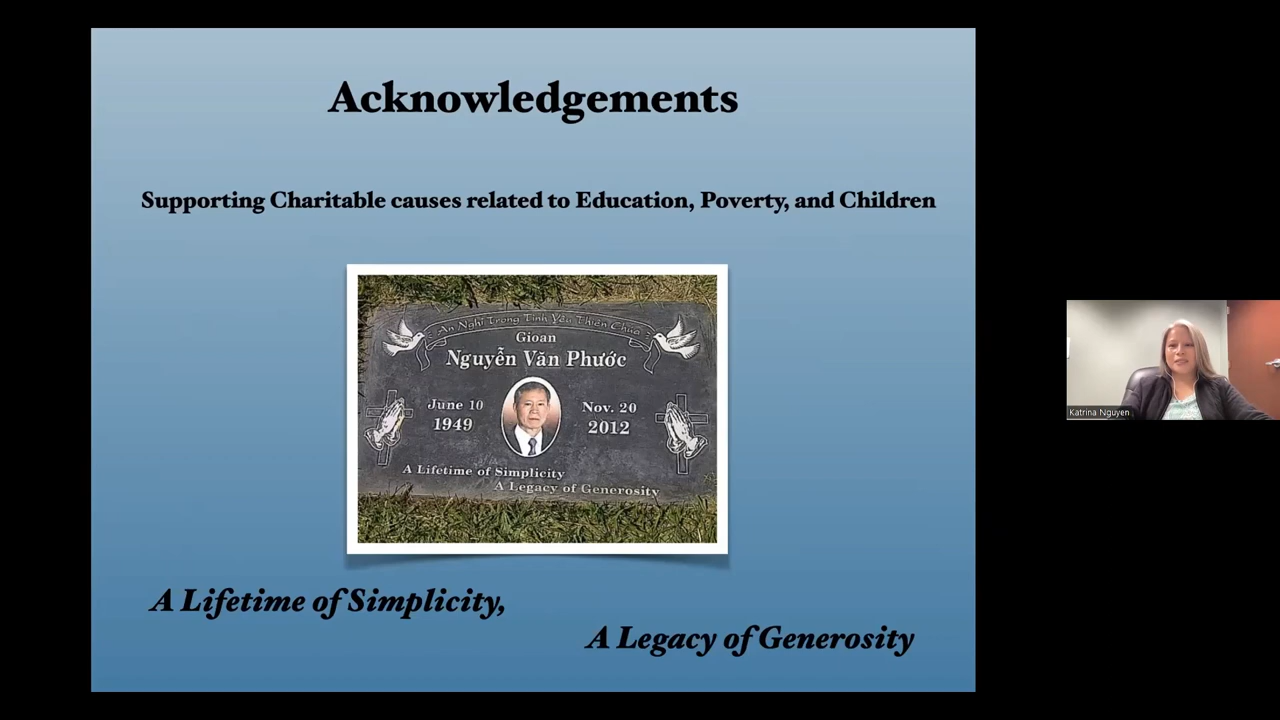 Acknowledgements
Supporting Charitable causes related to Education, Poverty, and Children
An Nghỉ Trong Tình Yêu Thiên Chúa
Gioan
Nguyễn Văn Phước
June 10
1949
Nov. 20
2012
A Lifetime of Simplicity
A Legacy of Generosity
A Lifetime of Simplicity,
A Legacy of Generosity
Katrina Nguyen